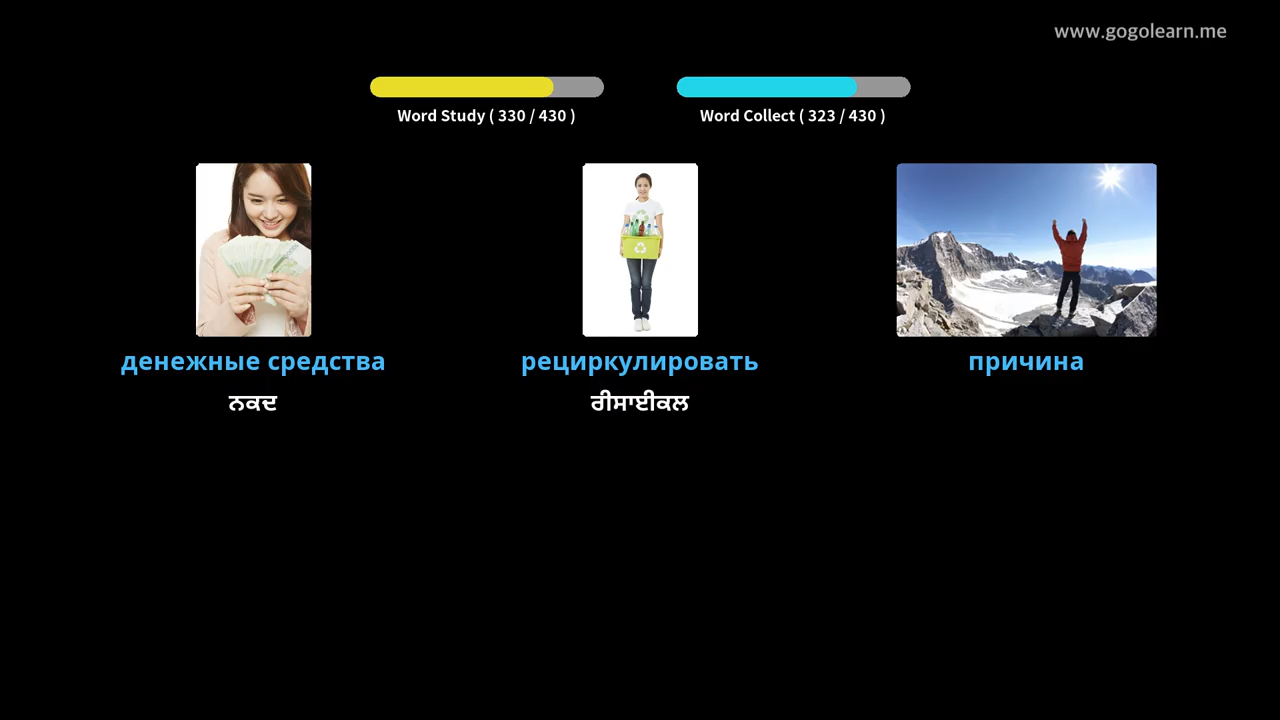 www.gogolearn.me
Word Study ( 330 / 430 )
Word Collect ( 323 / 430 )
денежные средства
ਨਕਦ
рециркулировать
ਰੀਸਾਈਕਲ
причина